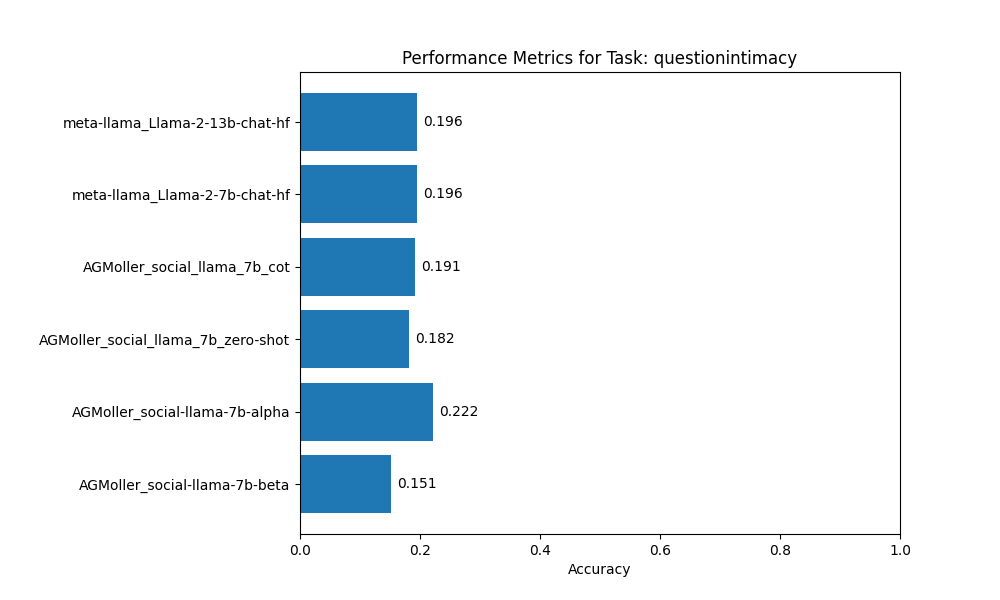 Performance Metrics for Task: questionintimacy
meta-llama_Llama-2-13b-chat-hf 0.196
meta-llama_Llama-2-7b-chat-hf 0.196
AGMoller_social_llama_7b_cot 0.191
AGMoller_social_llama_7b_zero-shot 0.182
AGMoller_social-llama-7b-alpha 0.222
AGMoller_social-llama-7b-beta 0.151
0.0 0.2 0.4 0.6 0.8 1.0
Accuracy